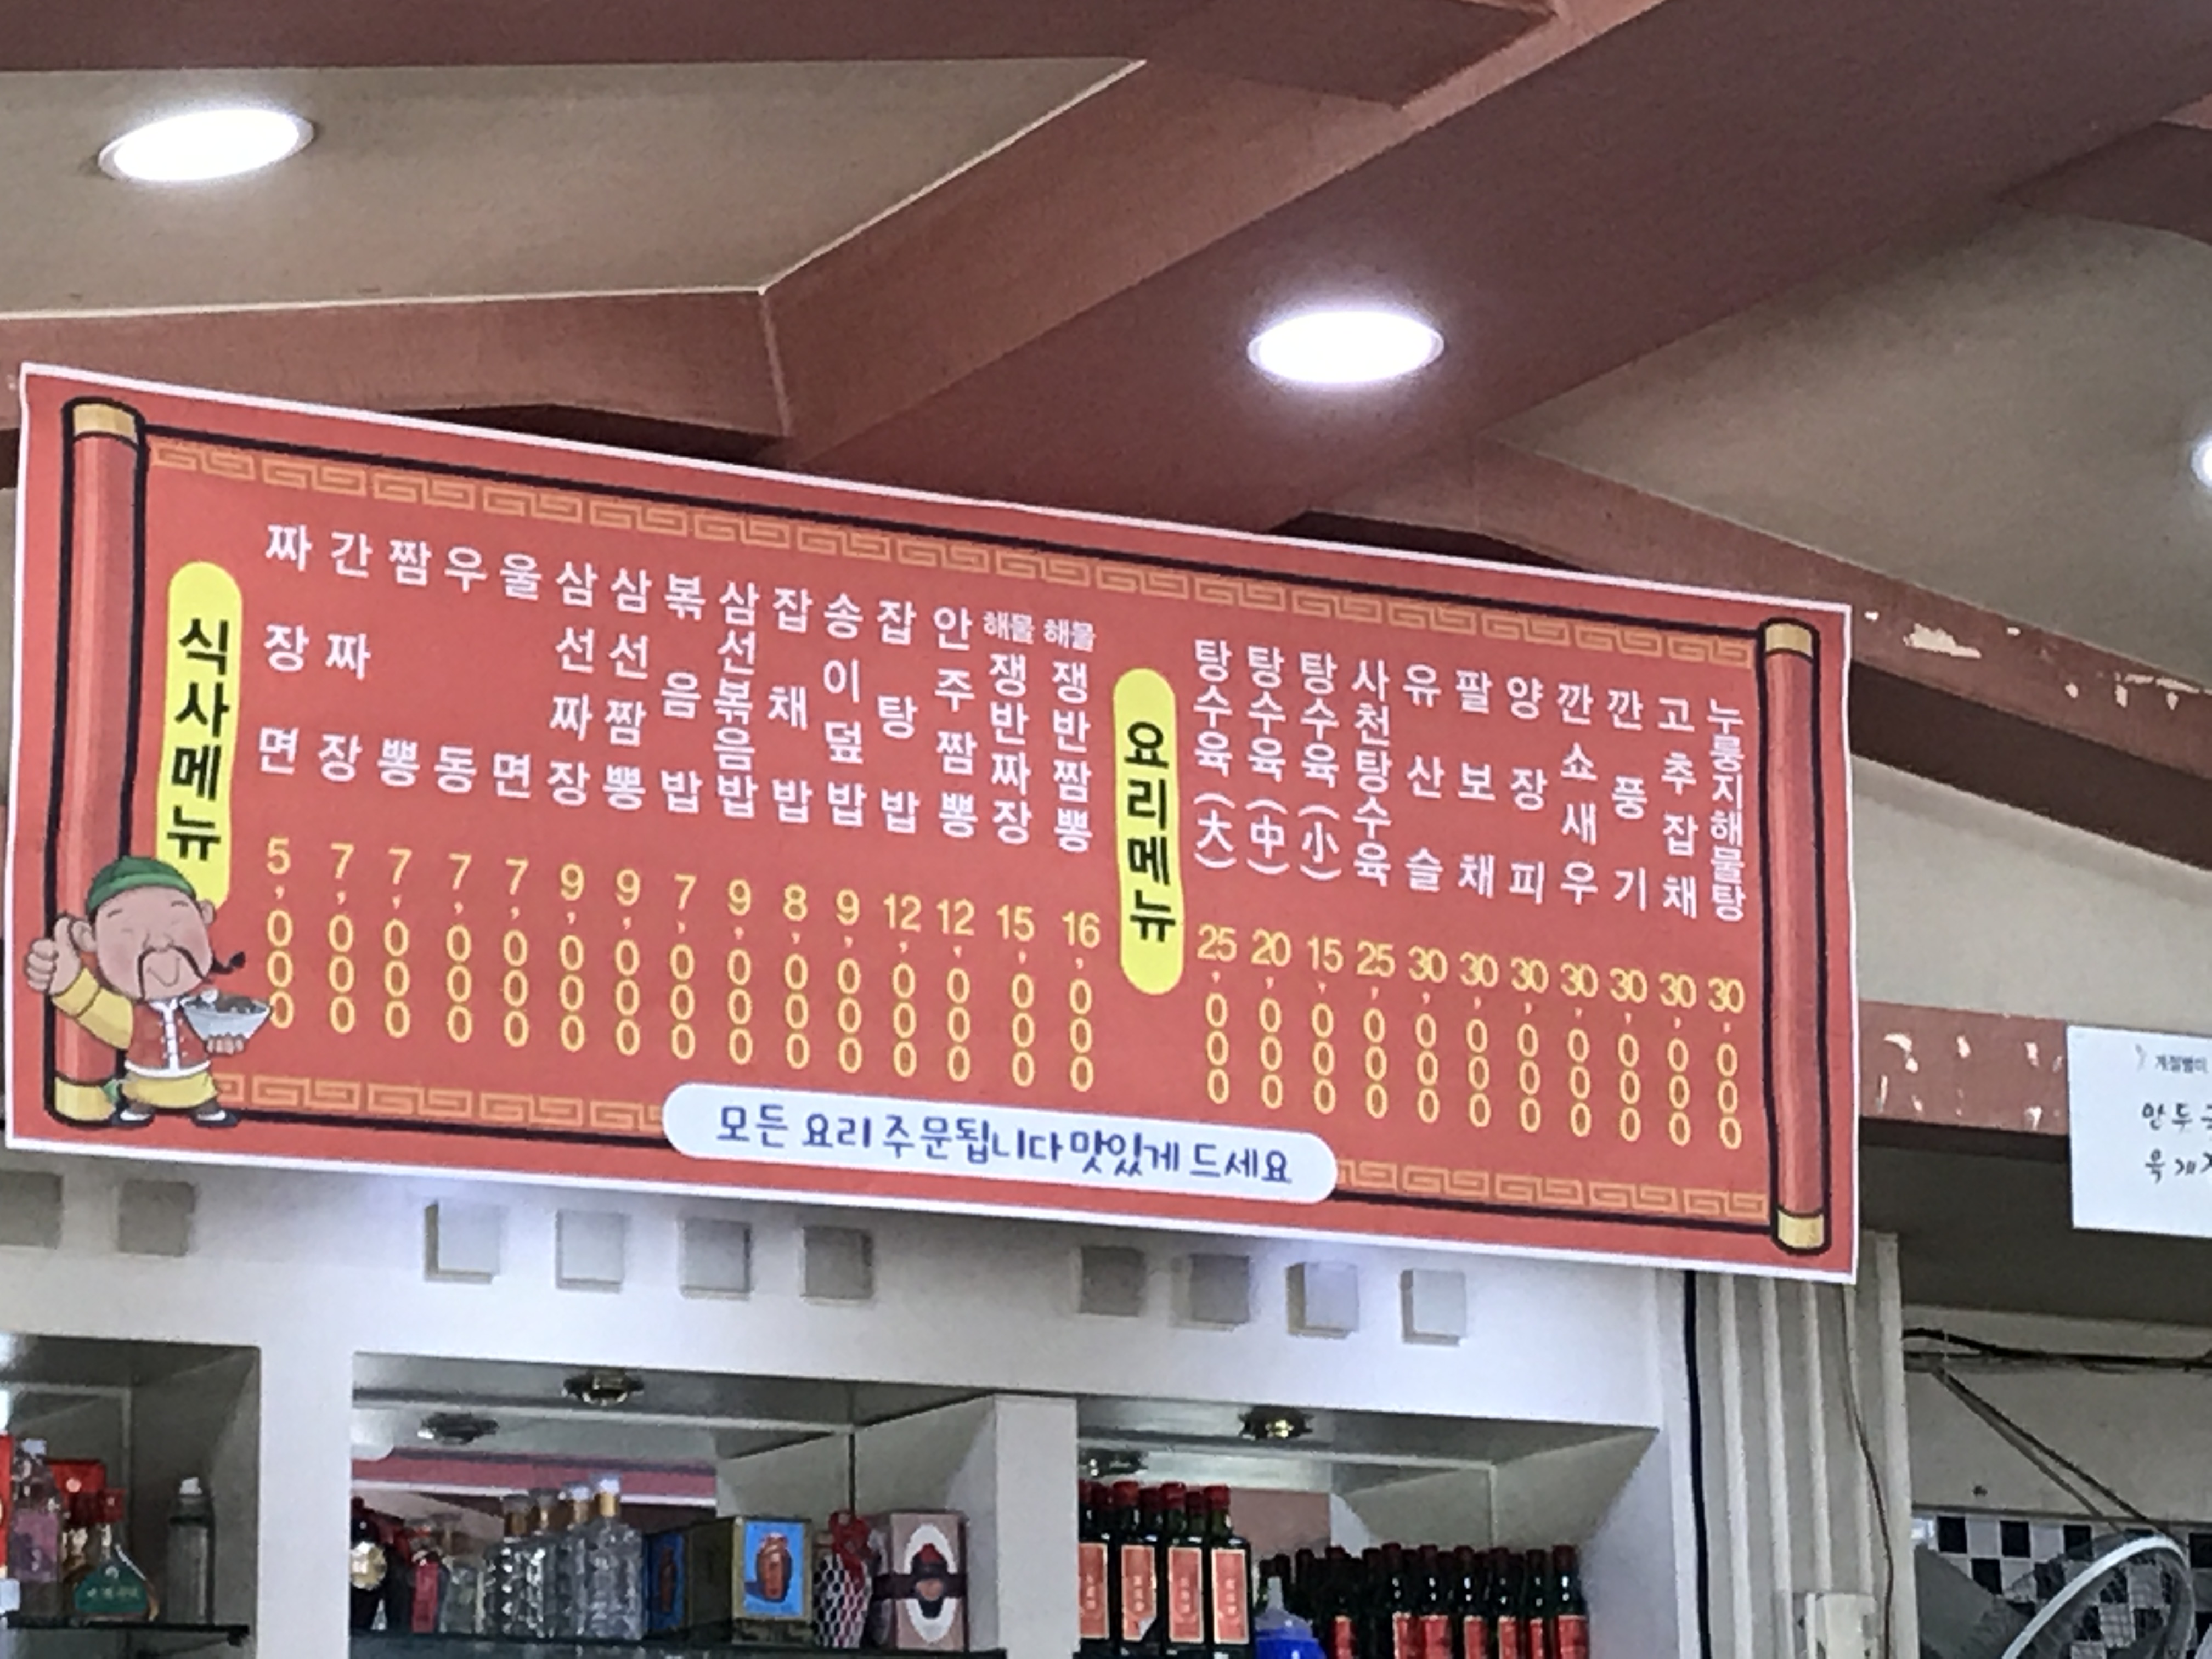 식사메뉴
짜장면 5,000
간짜장 7,000
짬뽕 7,000
우동 7,000
울면 7,000
삼선짜장 9,000
삼선짬뽕 9,000
볶음밥 7,000
삼선볶음밥 9,000
잡채밥 8,000
송이덮밥 9,000
잡탕밥 12,000
안주짬뽕 12,000
해물쟁반짜장 15,000
해물쟁반짬뽕 16,000
요리메뉴
탕수육(大) 25,000
탕수육(中) 20,000
탕수육(小) 15,000
사천탕수육 25,000
유산슬 30,000
팔보채 30,000
양장피 30,000
깐쇼새우 30,000
깐풍기 30,000
고추잡채 30,000
누룽지해물탕 30,000
모든 요리 주문됩니다 맛있게 드세요
계절별미
만두
육개